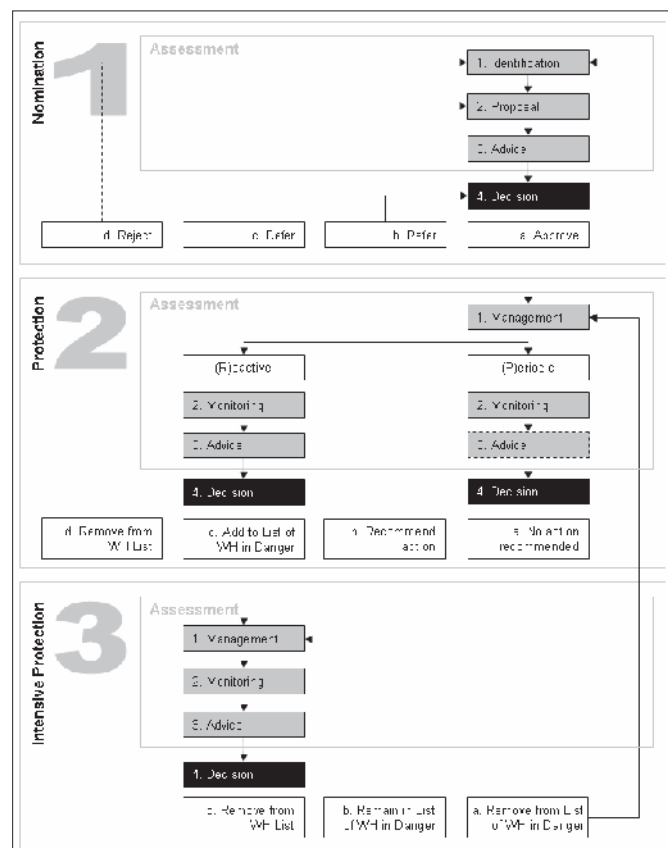 Nomination
1
Assessment
1. Identification
2. Proposal
3. Advice
4. Decision
d. Reject
c. Defer
b. Refer
a. Approve
Protection
2
Assessment
1. Management
(R)eactive
(P)eriodic
2. Monitoring
2. Monitoring
3. Advice
3. Advice
4. Decision
4. Decision
d. Remove from
WH List
c. Add to List of
WH in Danger
b. Recommend
action
a. No action
recommended
Intensive Protection
3
Assessment
1. Management
2. Monitoring
3. Advice
4. Decision
c. Remove from
WH List
b. Remain in List
of WH in Danger
a. Remove from List
of WH in Danger